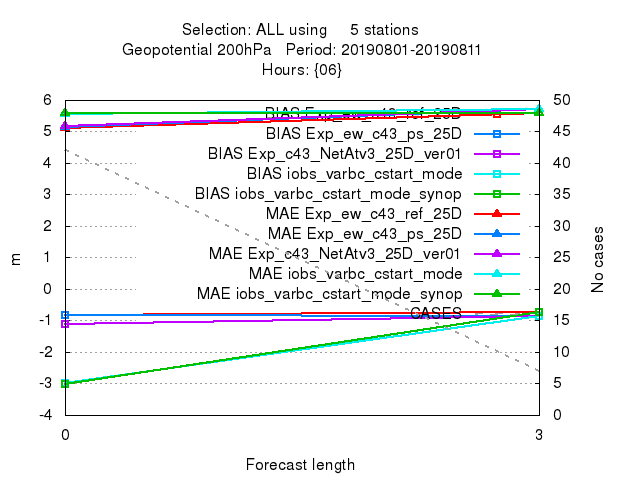 Selection: ALL using 5 stations
Geopotential 200hPa Period: 20190801-20190811
Hours: {06}
6
5
4
3
2
1
0
-1
-2
-3
-4
m
BIAS Exp_ew_c43_ref_25D
BIAS Exp_ew_c43_ps_25D
BIAS Exp_c43_NetAtv3_25D_ver01
BIAS iobs_varbc_cstart_mode
BIAS iobs_varbc_cstart_mode_synop
MAE Exp_ew_c43_ref_25D
MAE Exp_ew_c43_ps_25D
MAE Exp_c43_NetAtv3_25D_ver01
MAE iobs_varbc_cstart_mode
MAE iobs_varbc_cstart_mode_synop
CASES
50
45
40
35
30
25
20
15
10
5
0
No cases
0 3
Forecast length